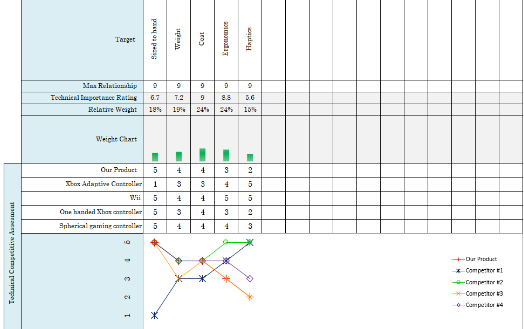 Target
Sized to hand
Weight
Cost
Ergonomics
Haptics
Max Relationship 9 9 9 9 9
Technical Importance Rating 6.7 7.2 9 8.8 5.6
Relative Weight 18% 19% 24% 24% 15%
Weight Chart
Technical Competitive Assessment
Our Product 5 4 4 3 2
Xbox Adaptive Controller 1 3 3 4 5
Wii 5 4 4 5 5
One handed Xbox controller 5 3 4 3 2
Spherical gaming controller 5 4 4 4 3
5
4
3
2
1
Our Product
Competitor #1
Competitor #2
Competitor #3
Competitor #4